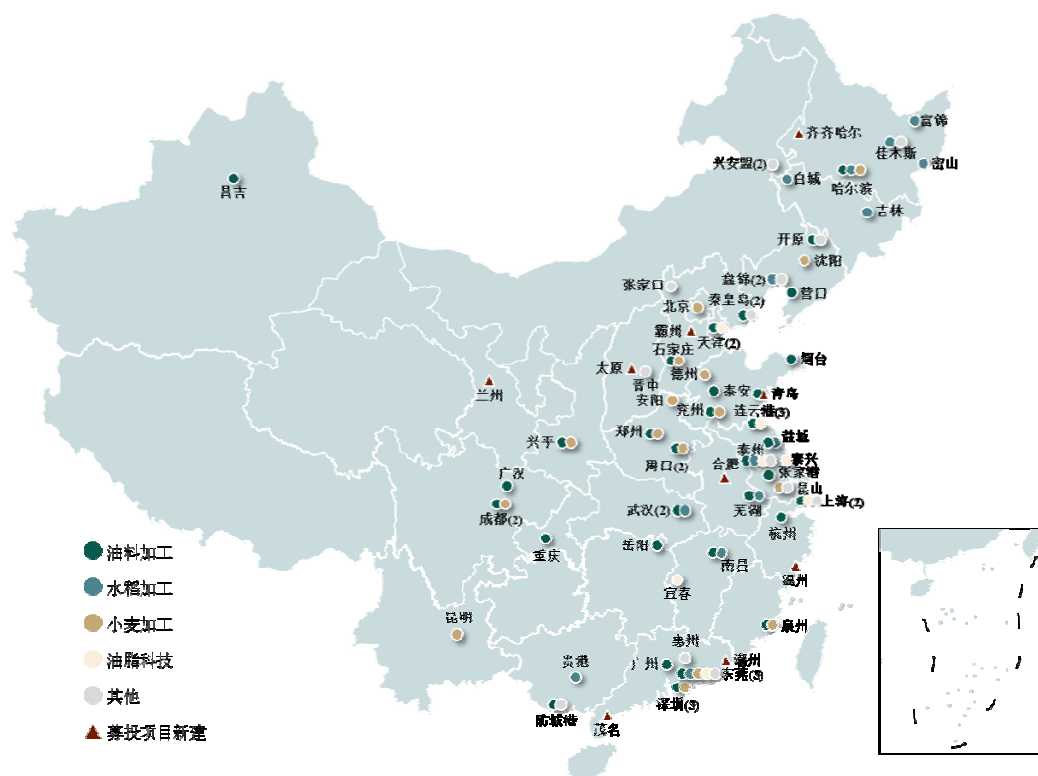 齐齐哈尔
富锦
佳木斯
密山
兴安盟(2)
白城
哈尔滨
昌吉
吉林
开原
沈阳
张家口
盘锦(2)
营口
北京
秦皇岛(2)
霸州
天津(2)
石家庄
烟台
太原
晋中
德州
兰州
安阳
泰安
青岛
兖州
连云港(3)
郑州
兴平
盐城
周口(2)
合肥
泰州
泰兴
张家港
广汉
昆山
上海(2)
成都(2)
武汉(2)
芜湖
杭州
重庆
岳阳
南昌
温州
宜春
昆明
泉州
惠州
贵港
广州
潮州
东莞(3)
深圳(3)
防城港
茂名
油料加工
水稻加工
小麦加工
油脂科技
其他
募投项目新建